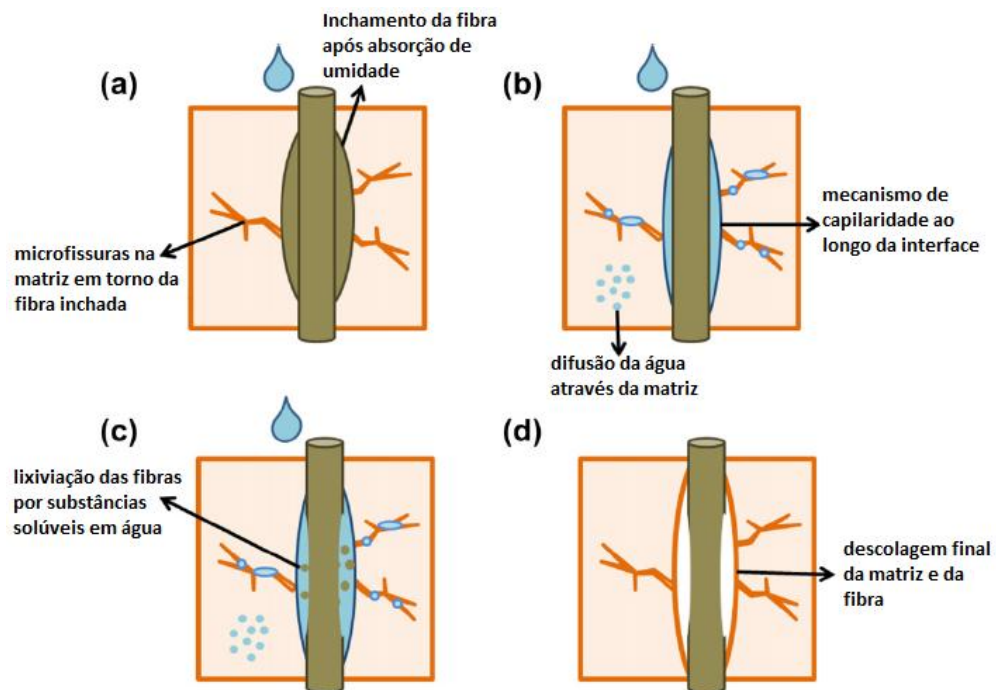 (a)
Inchamento da fibra
após absorção de
umidade
microfissuras na
matriz em torno da
fibra inchada
(b)
mecanismo de
capilaridade ao
longo da interface
difusão da água
através da matriz
(c)
lixiviação das fibras
por substâncias
solúveis em água
(d)
descolagem final
da matriz e da
fibra